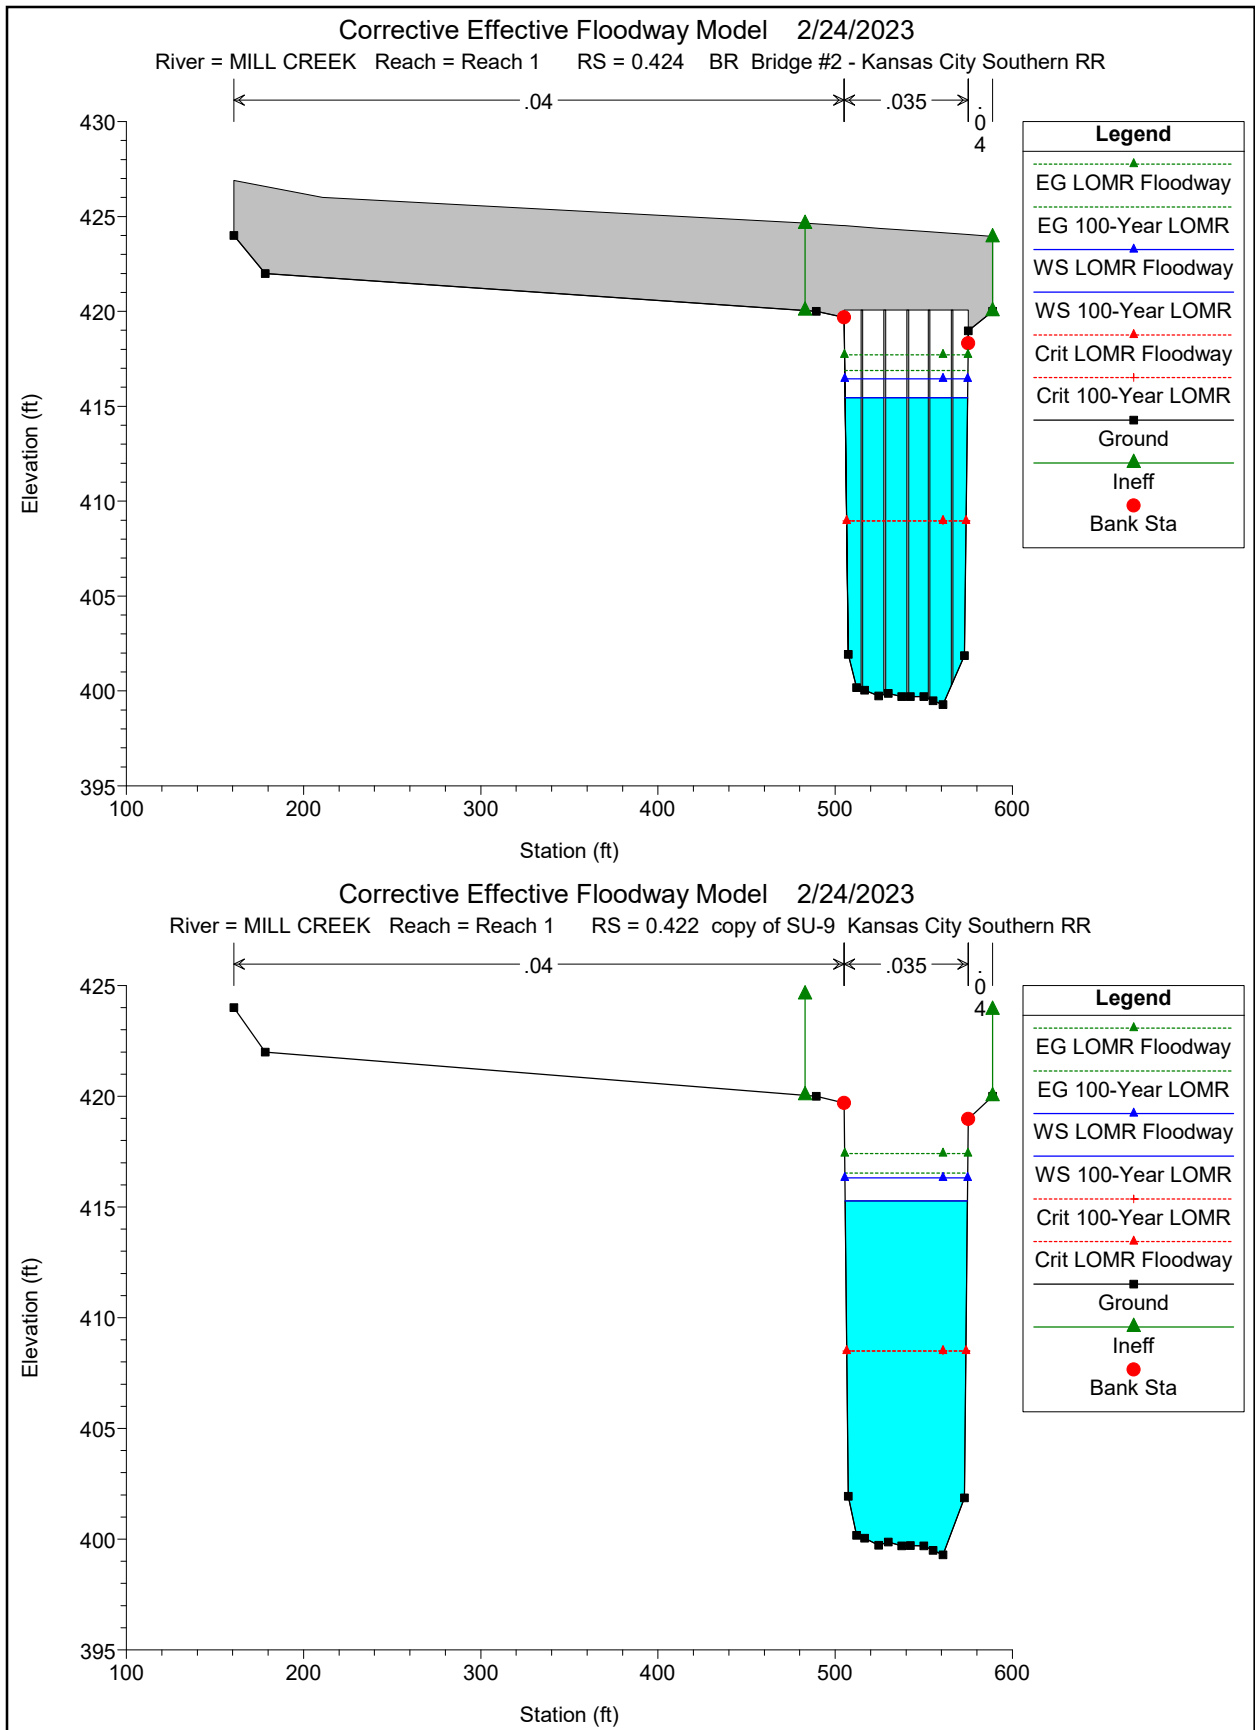 Corrective Effective Floodway Model 2/24/2023
River = MILL CREEK Reach = Reach 1 RS = 0.424 BR Bridge #2 - Kansas City Southern RR
.04
.035
.04
430
425
420
415
410
405
400
395
100
200
300
400
500
600
Elevation (ft)
Station (ft)
Legend
EG LOMR Floodway
EG 100-Year LOMR
WS LOMR Floodway
WS 100-Year LOMR
Crit LOMR Floodway
Crit 100-Year LOMR
Ground
Ineff
Bank Sta
Corrective Effective Floodway Model 2/24/2023
River = MILL CREEK Reach = Reach 1 RS = 0.422 copy of SU-9 Kansas City Southern RR
.04
.035
.04
425
420
415
410
405
400
395
100
200
300
400
500
600
Elevation (ft)
Station (ft)
Legend
EG LOMR Floodway
EG 100-Year LOMR
WS LOMR Floodway
WS 100-Year LOMR
Crit 100-Year LOMR
Crit LOMR Floodway
Ground
Ineff
Bank Sta